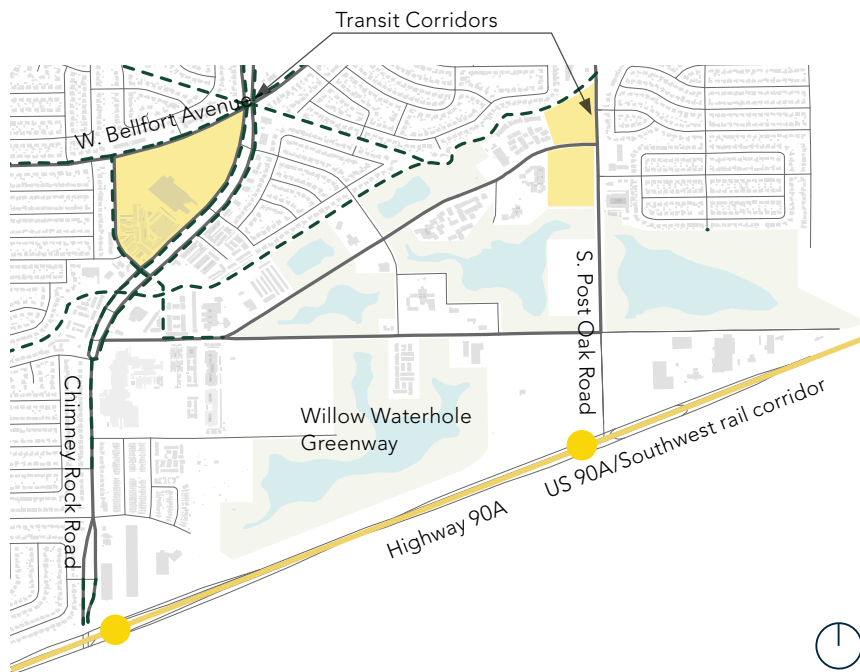 Transit Corridors
W. Bellfort Avenue
S. Post Oak Road
Chimney Rock Road
Willow Waterhole
Greenway
US 90A/Southwest rail corridor
Highway 90A